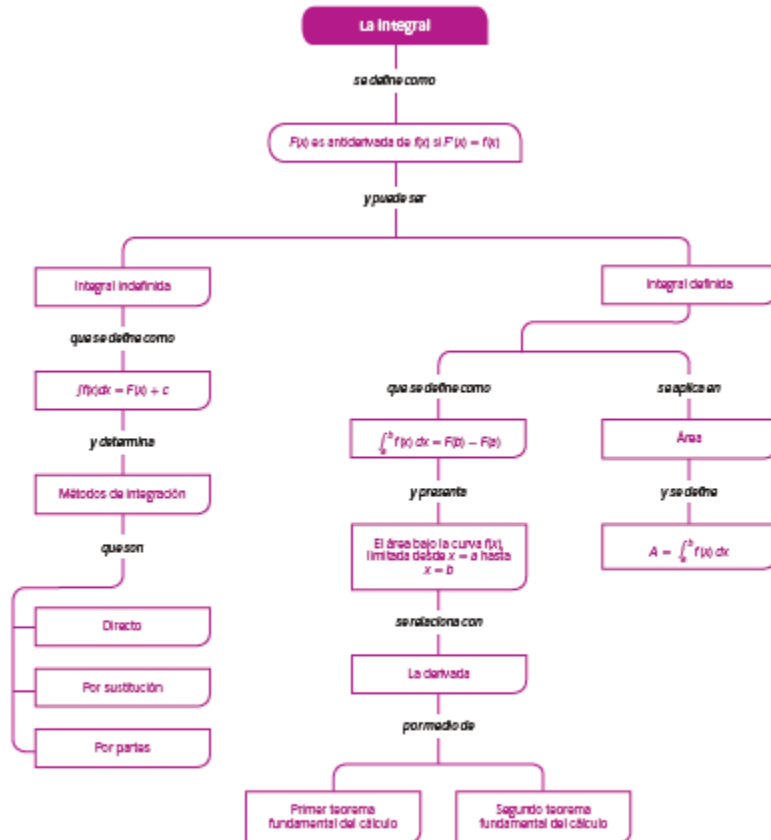 La integral
se define como
F(x) es antiderivada de f(x) si F'(x) = f(x)
y puede ser
Integral indefinida
que se define como
∫f(x)dx = F(x) + c
y determina
Métodos de integración
que son
Directo
Por sustitución
Por partes
Integral definida
que se define como
∫_a^b f(x) dx = F(b) − F(a)
y presenta
El área bajo la curva f(x),
limitada desde x = a hasta
x = b
se relaciona con
La derivada
por medio de
Primer teorema
fundamental del cálculo
Segundo teorema
fundamental del cálculo
se aplica en
Área
y se define
A = ∫_a^b f(x) dx